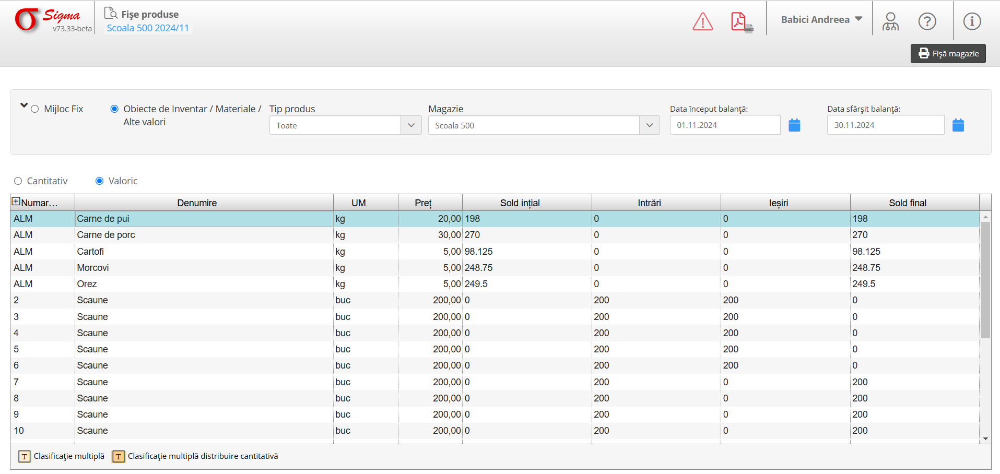 σ Sigma
v73.33-beta
Fişe produse
Scoala 500 2024/11
Babici Andreea
Fişă magazie
Mijloc Fix
Obiecte de Inventar / Materiale /
Alte valori
Tip produs
Toate
Magazie
Scoala 500
Data început balanţă:
01.11.2024
Data sfârşit balanţă:
30.11.2024
Cantitativ
Valoric
Numar… Denumire UM Preț Sold ințial Intrări Ieșiri Sold final
ALM Carne de pui kg 20,00 198 0 0 198
ALM Carne de porc kg 30,00 270 0 0 270
ALM Cartofi kg 5,00 98.125 0 0 98.125
ALM Morcovi kg 5,00 248.75 0 0 248.75
ALM Orez kg 5,00 249.5 0 0 249.5
2 Scaune buc 200,00 0 200 200 0
3 Scaune buc 200,00 0 200 200 0
4 Scaune buc 200,00 0 200 200 0
5 Scaune buc 200,00 0 200 200 0
6 Scaune buc 200,00 0 200 200 0
7 Scaune buc 200,00 0 200 0 200
8 Scaune buc 200,00 0 200 0 200
9 Scaune buc 200,00 0 200 0 200
10 Scaune buc 200,00 0 200 0 200
T Clasificaţie multiplă T Clasificaţie multiplă distribuire cantitativă